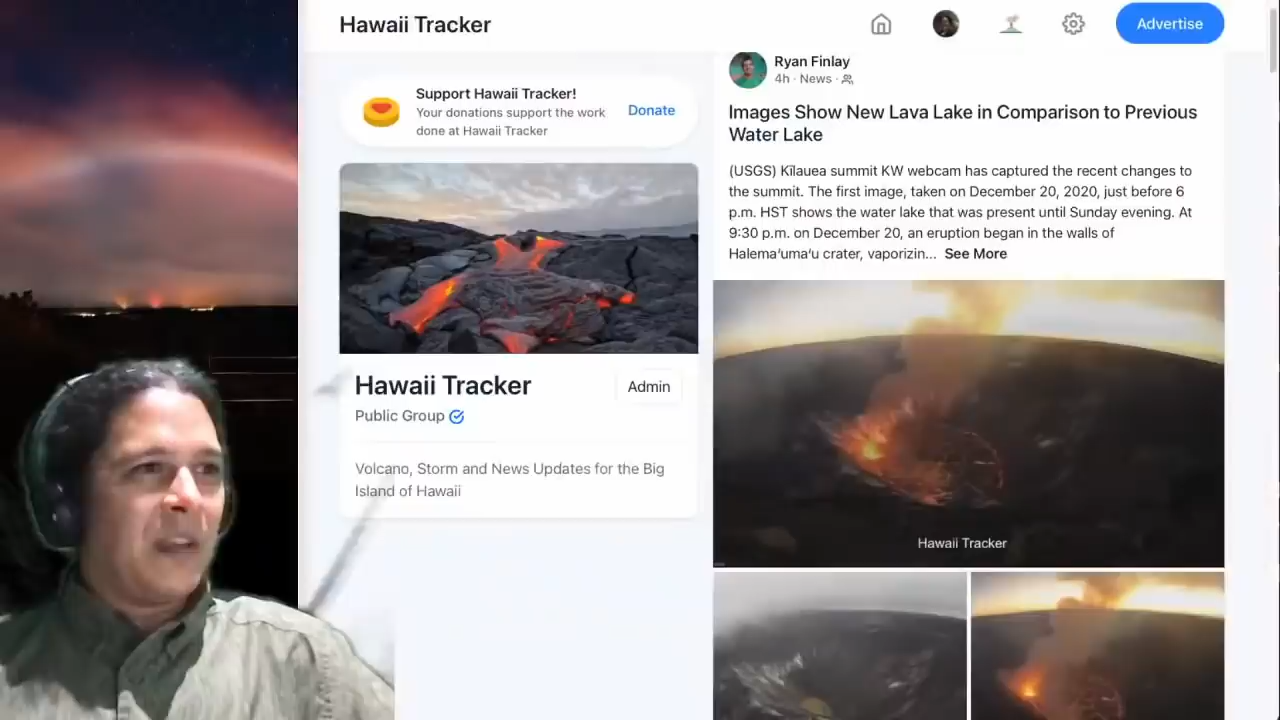 Hawaii Tracker
Advertise
Support Hawaii Tracker!
Your donations support the work
done at Hawaii Tracker
Donate
Hawaii Tracker
Admin
Public Group
Volcano, Storm and News Updates for the Big
Island of Hawaii
Ryan Finlay
4h · News ·
Images Show New Lava Lake in Comparison to Previous
Water Lake
(USGS) Kīlauea summit KW webcam has captured the recent changes to
the summit. The first image, taken on December 20, 2020, just before 6
p.m. HST shows the water lake that was present until Sunday evening. At
9:30 p.m. on December 20, an eruption began in the walls of
Halemaʻumaʻu crater, vaporizin... See More
Hawaii Tracker